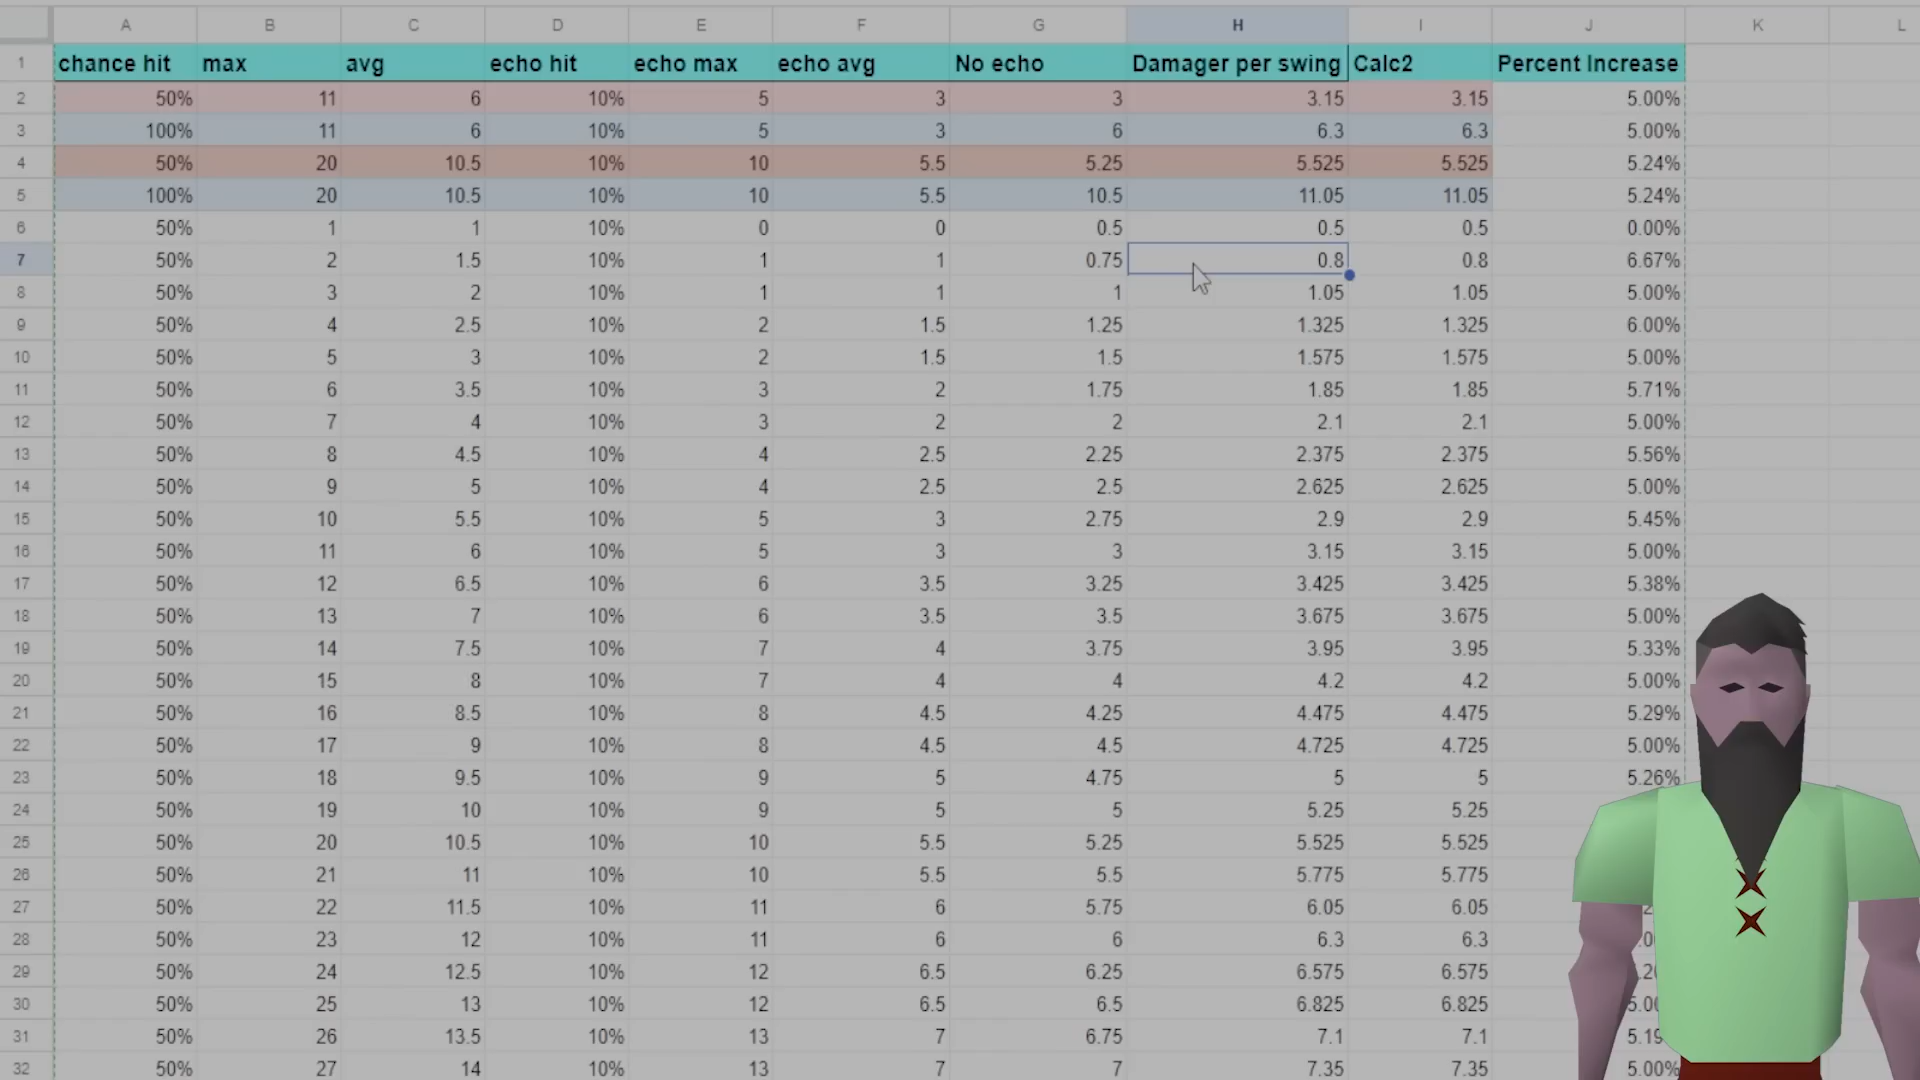 A B C D E F G H I J K L
1 chance hit max avg echo hit echo max echo avg No echo Damager per swing Calc2 Percent Increase
2 50% 11 6 10% 5 3 3 3.15 3.15 5.00%
3 100% 11 6 10% 5 3 6 6.3 6.3 5.00%
4 50% 20 10.5 10% 10 5.5 5.25 5.525 5.525 5.24%
5 100% 20 10.5 10% 10 5.5 10.5 11.05 11.05 5.24%
6 50% 1 1 10% 0 0 0.5 0.5 0.5 0.00%
7 50% 2 1.5 10% 1 1 0.75 0.8 0.8 6.67%
8 50% 3 2 10% 1 1 1 1.05 1.05 5.00%
9 50% 4 2.5 10% 2 1.5 1.25 1.325 1.325 6.00%
10 50% 5 3 10% 2 1.5 1.5 1.575 1.575 5.00%
11 50% 6 3.5 10% 3 2 1.75 1.85 1.85 5.71%
12 50% 7 4 10% 3 2 2 2.1 2.1 5.00%
13 50% 8 4.5 10% 4 2.5 2.25 2.375 2.375 5.56%
14 50% 9 5 10% 4 2.5 2.5 2.625 2.625 5.00%
15 50% 10 5.5 10% 5 3 2.75 2.9 2.9 5.45%
16 50% 11 6 10% 5 3 3 3.15 3.15 5.00%
17 50% 12 6.5 10% 6 3.5 3.25 3.425 3.425 5.38%
18 50% 13 7 10% 6 3.5 3.5 3.675 3.675 5.00%
19 50% 14 7.5 10% 7 4 3.75 3.95 3.95 5.33%
20 50% 15 8 10% 7 4 4 4.2 4.2 5.00%
21 50% 16 8.5 10% 8 4.5 4.25 4.475 4.475 5.29%
22 50% 17 9 10% 8 4.5 4.5 4.725 4.725 5.00%
23 50% 18 9.5 10% 9 5 4.75 5 5 5.26%
24 50% 19 10 10% 9 5 5 5.25 5.25
25 50% 20 10.5 10% 10 5.5 5.25 5.525 5.525
26 50% 21 11 10% 10 5.5 5.5 5.775 5.775
27 50% 22 11.5 10% 11 6 5.75 6.05 6.05
28 50% 23 12 10% 11 6 6 6.3 6.3
29 50% 24 12.5 10% 12 6.5 6.25 6.575 6.575
30 50% 25 13 10% 12 6.5 6.5 6.825 6.825
31 50% 26 13.5 10% 13 7 6.75 7.1 7.1 5.19
32 50% 27 14 10% 13 7 7 7.35 7.35 5.00%